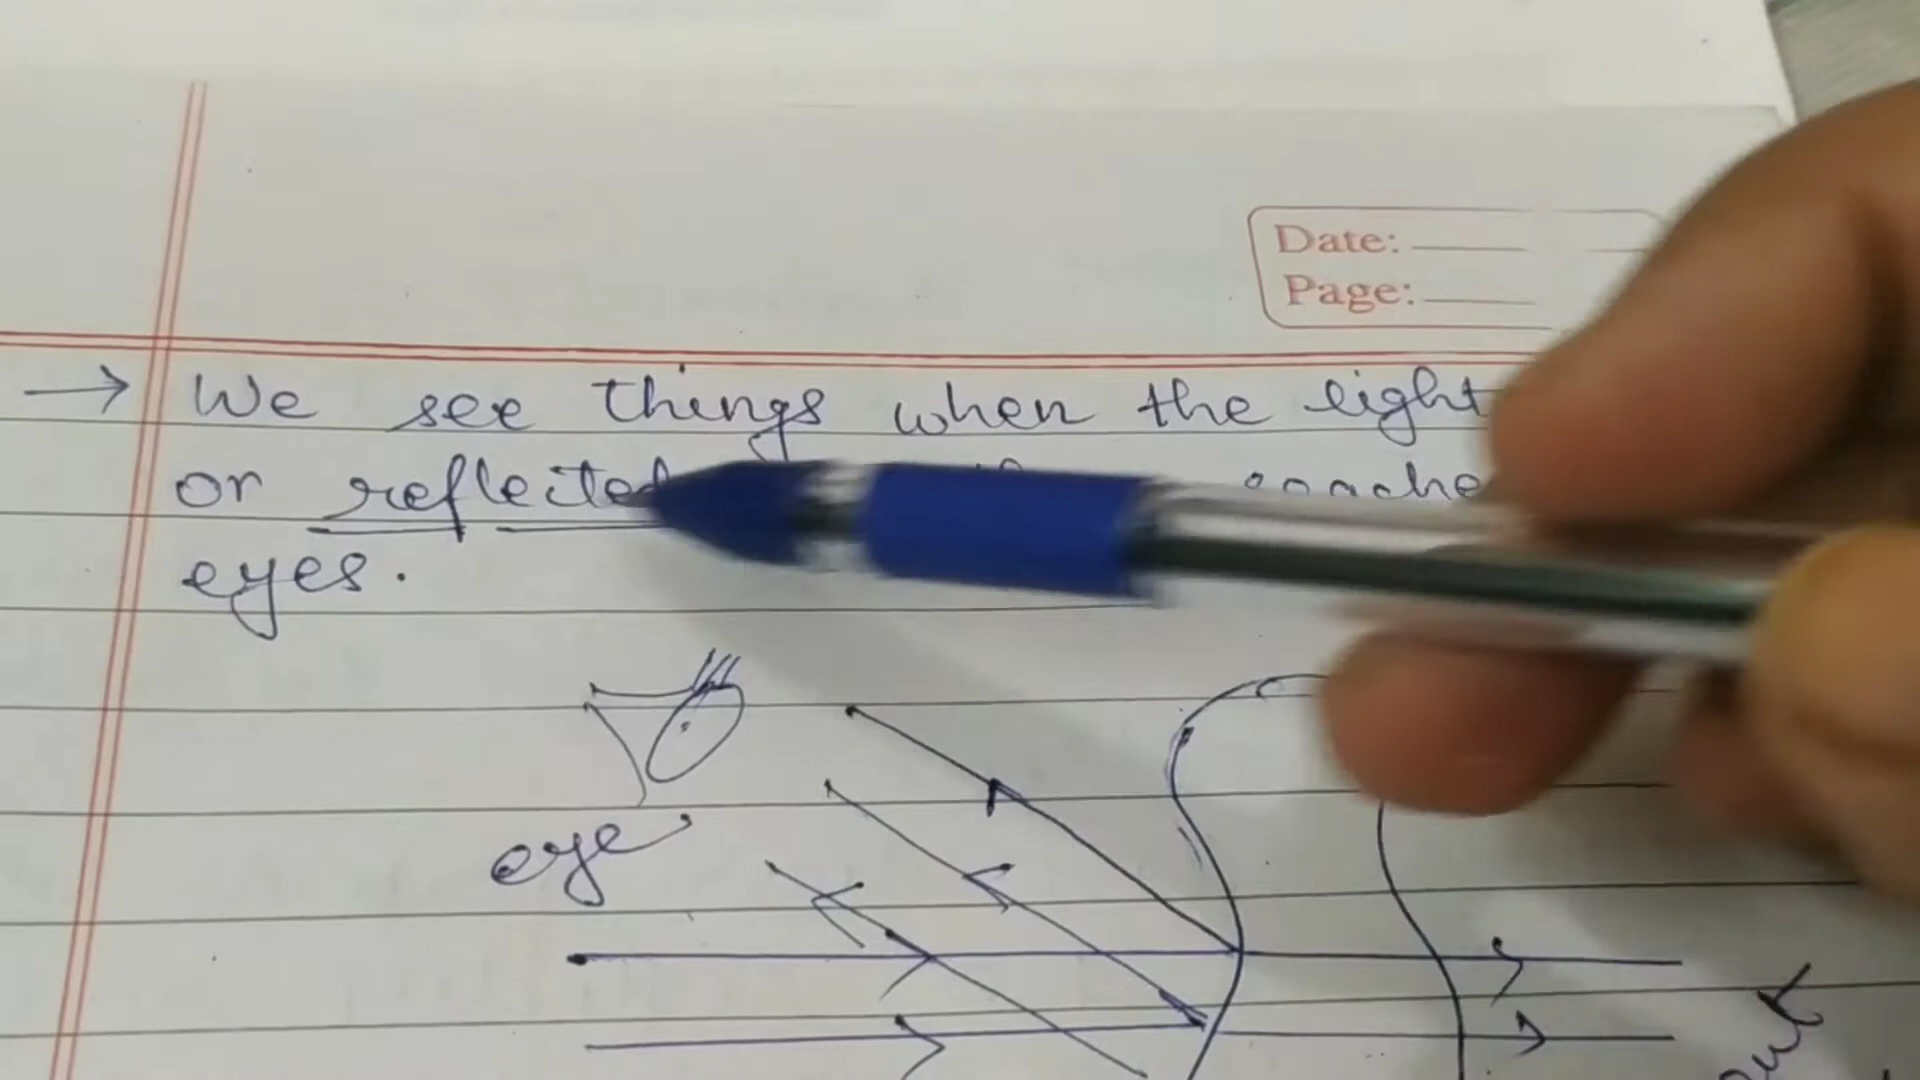 Date:
Page:
→ We see things when the light
or reflected
eyes.
eye